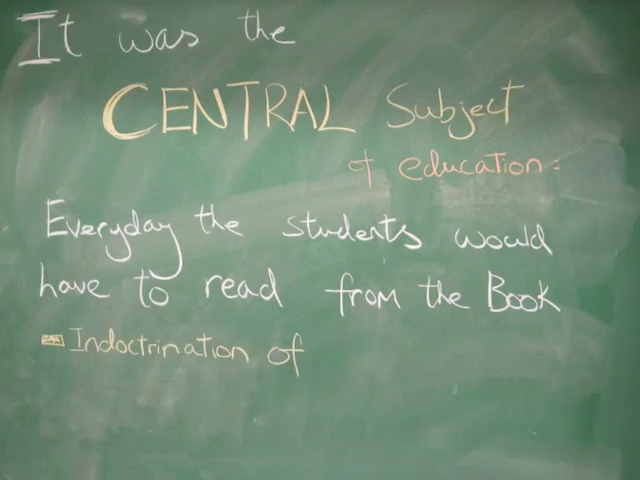 It was the
CENTRAL Subject
of education.
Everyday the students would
have to read from the Book
Indoctrination of